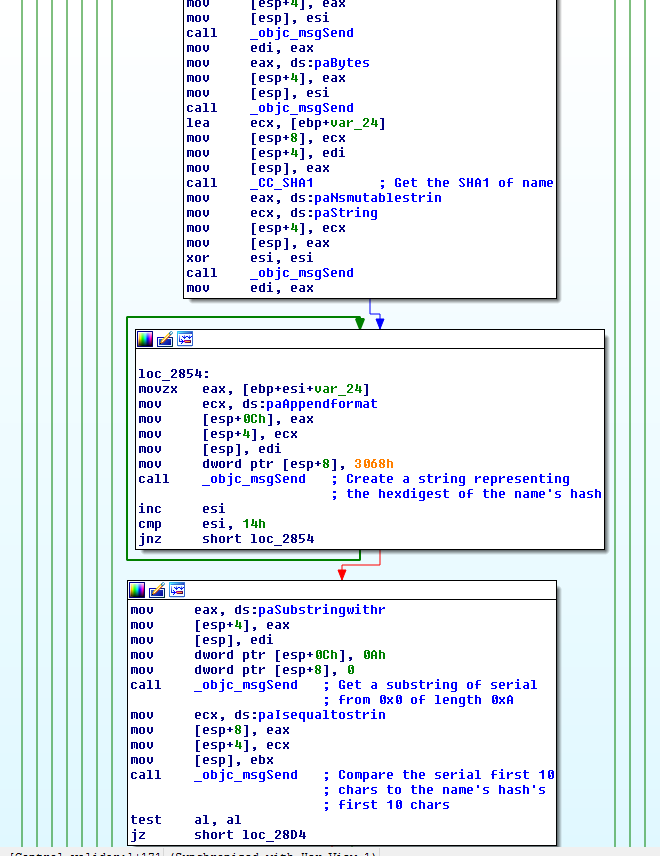 mov     [esp+4], eax
mov     [esp], esi
call    _objc_msgSend
mov     edi, eax
mov     eax, ds:paBytes
mov     [esp+4], eax
mov     [esp], esi
call    _objc_msgSend
lea     ecx, [ebp+var_24]
mov     [esp+8], ecx
mov     [esp+4], edi
mov     [esp], eax
call    _CC_SHA1        ; Get the SHA1 of name
mov     eax, ds:paNsmutablestrin
mov     ecx, ds:paString
mov     [esp+4], ecx
mov     [esp], eax
xor     esi, esi
call    _objc_msgSend
mov     edi, eax
loc_2854:
movzx   eax, [ebp+esi+var_24]
mov     ecx, ds:paAppendformat
mov     [esp+0Ch], eax
mov     [esp+4], ecx
mov     [esp], edi
mov     dword ptr [esp+8], 3068h
call    _objc_msgSend   ; Create a string representing
                        ; the hexdigest of the name's hash
inc     esi
cmp     esi, 14h
jnz     short loc_2854
mov     eax, ds:paSubstringwithr
mov     [esp+4], eax
mov     [esp], edi
mov     dword ptr [esp+0Ch], 0Ah
mov     dword ptr [esp+8], 0
call    _objc_msgSend   ; Get a substring of serial
                        ; from 0x0 of length 0xA
mov     ecx, ds:paIsequaltostrin
mov     [esp+8], eax
mov     [esp+4], ecx
mov     [esp], ebx
call    _objc_msgSend   ; Compare the serial first 10
                        ; chars to the name's hash's
                        ; first 10 chars
test    al, al
jz      short loc_28D4